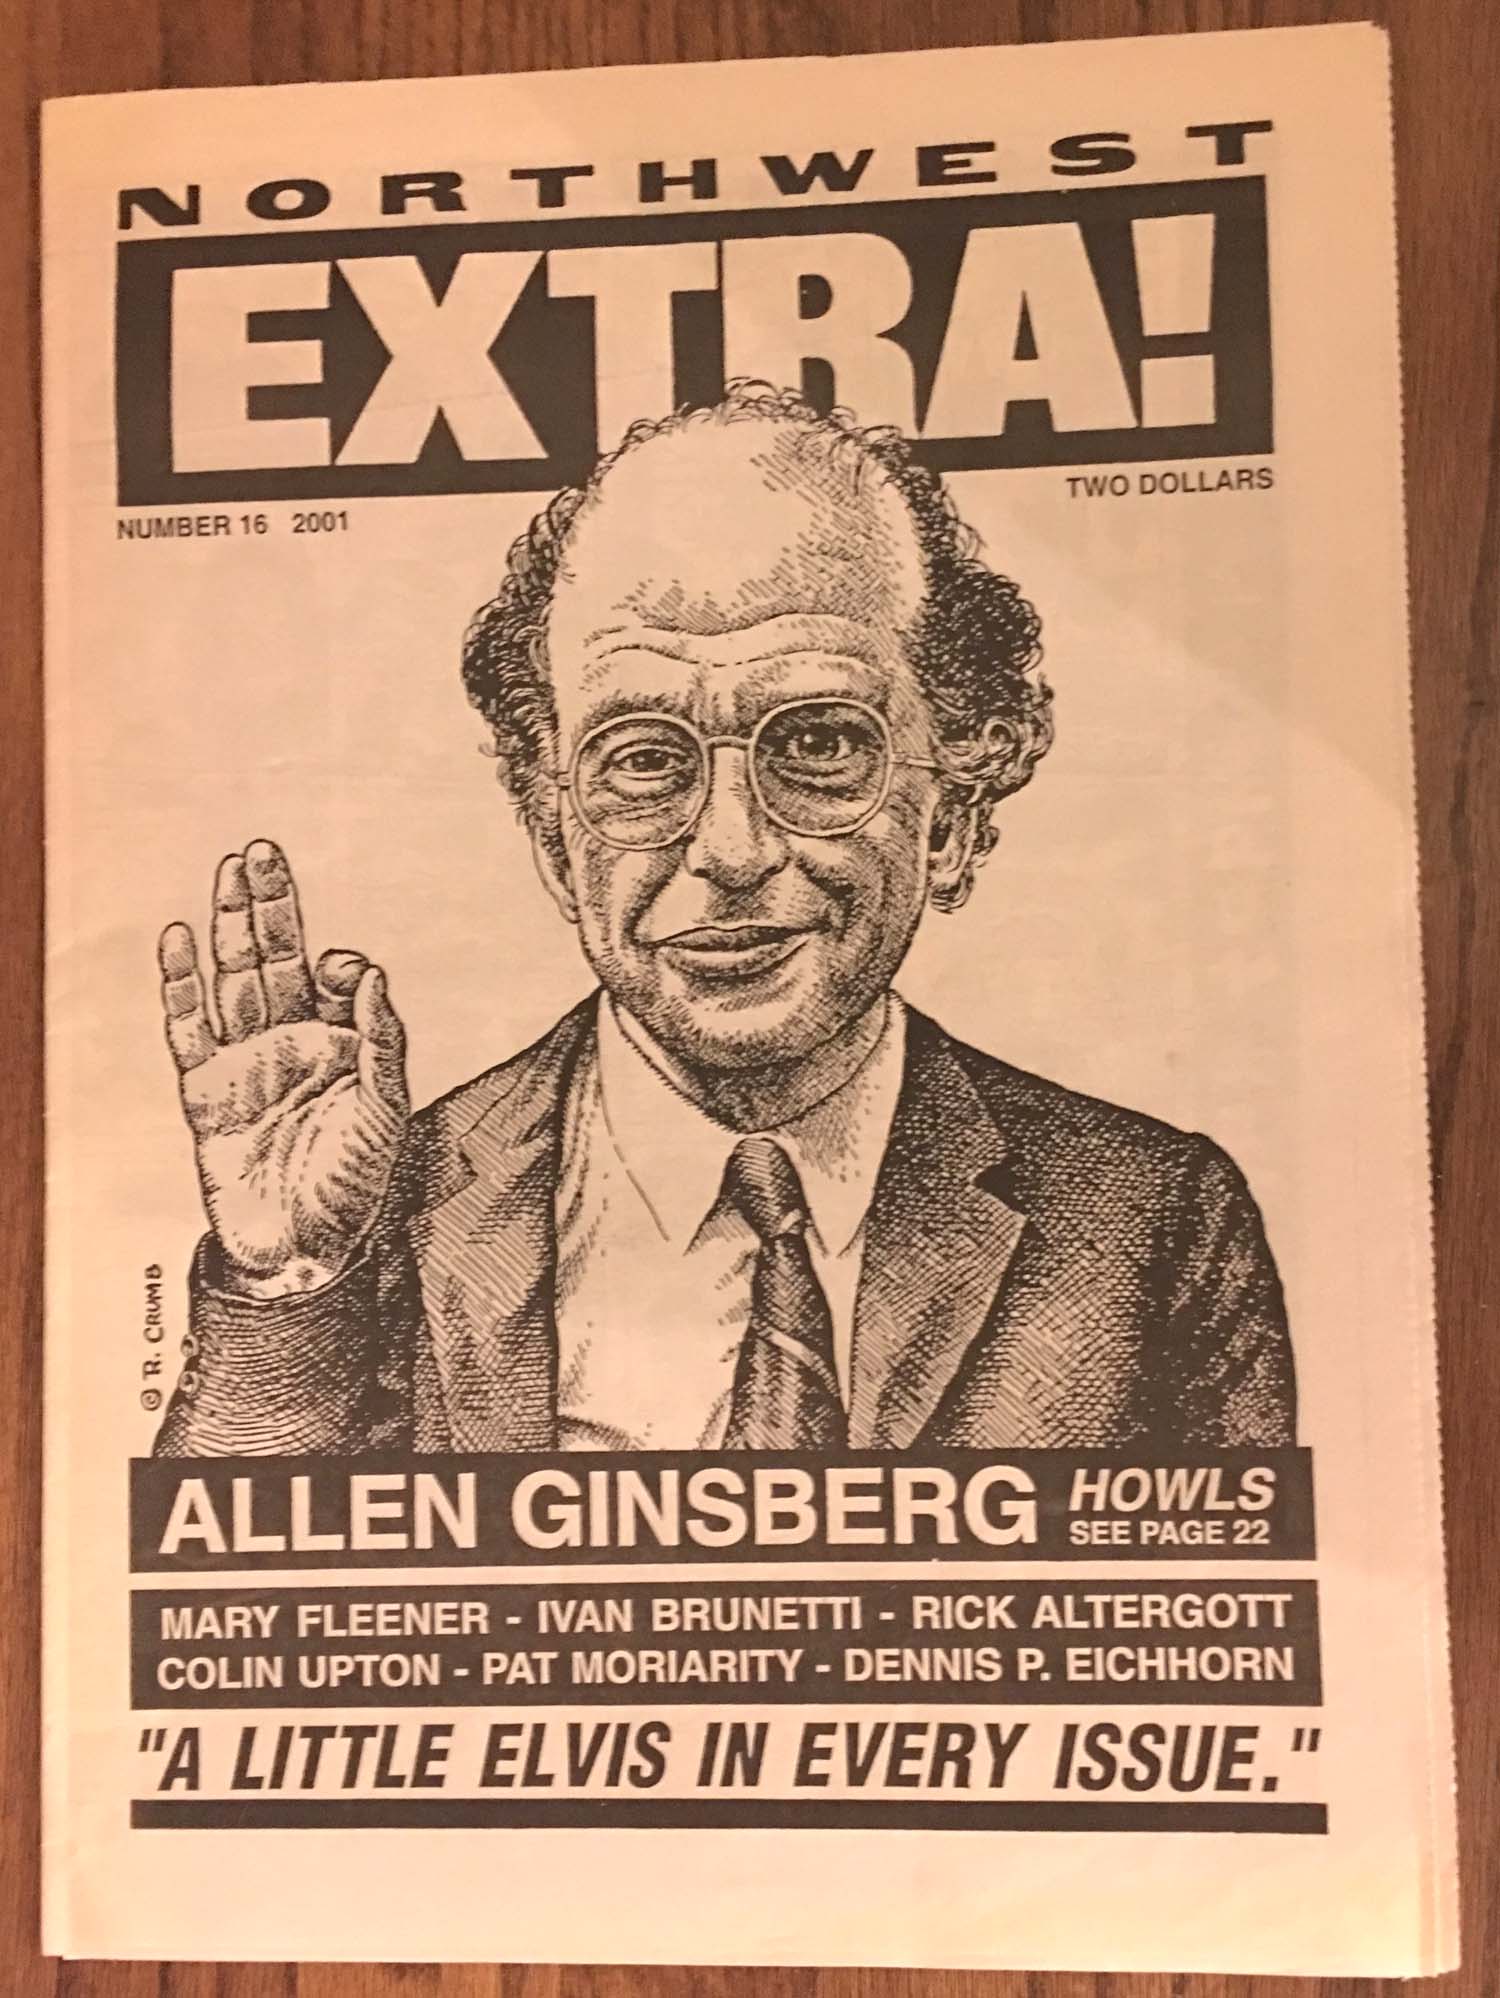 NORTHWEST
EXTRA!
NUMBER 16 2001
TWO DOLLARS
© R. CRUMB
ALLEN GINSBERG HOWLS
SEE PAGE 22
MARY FLEENER - IVAN BRUNETTI - RICK ALTERGOTT
COLIN UPTON - PAT MORIARITY - DENNIS P. EICHHORN
"A LITTLE ELVIS IN EVERY ISSUE."